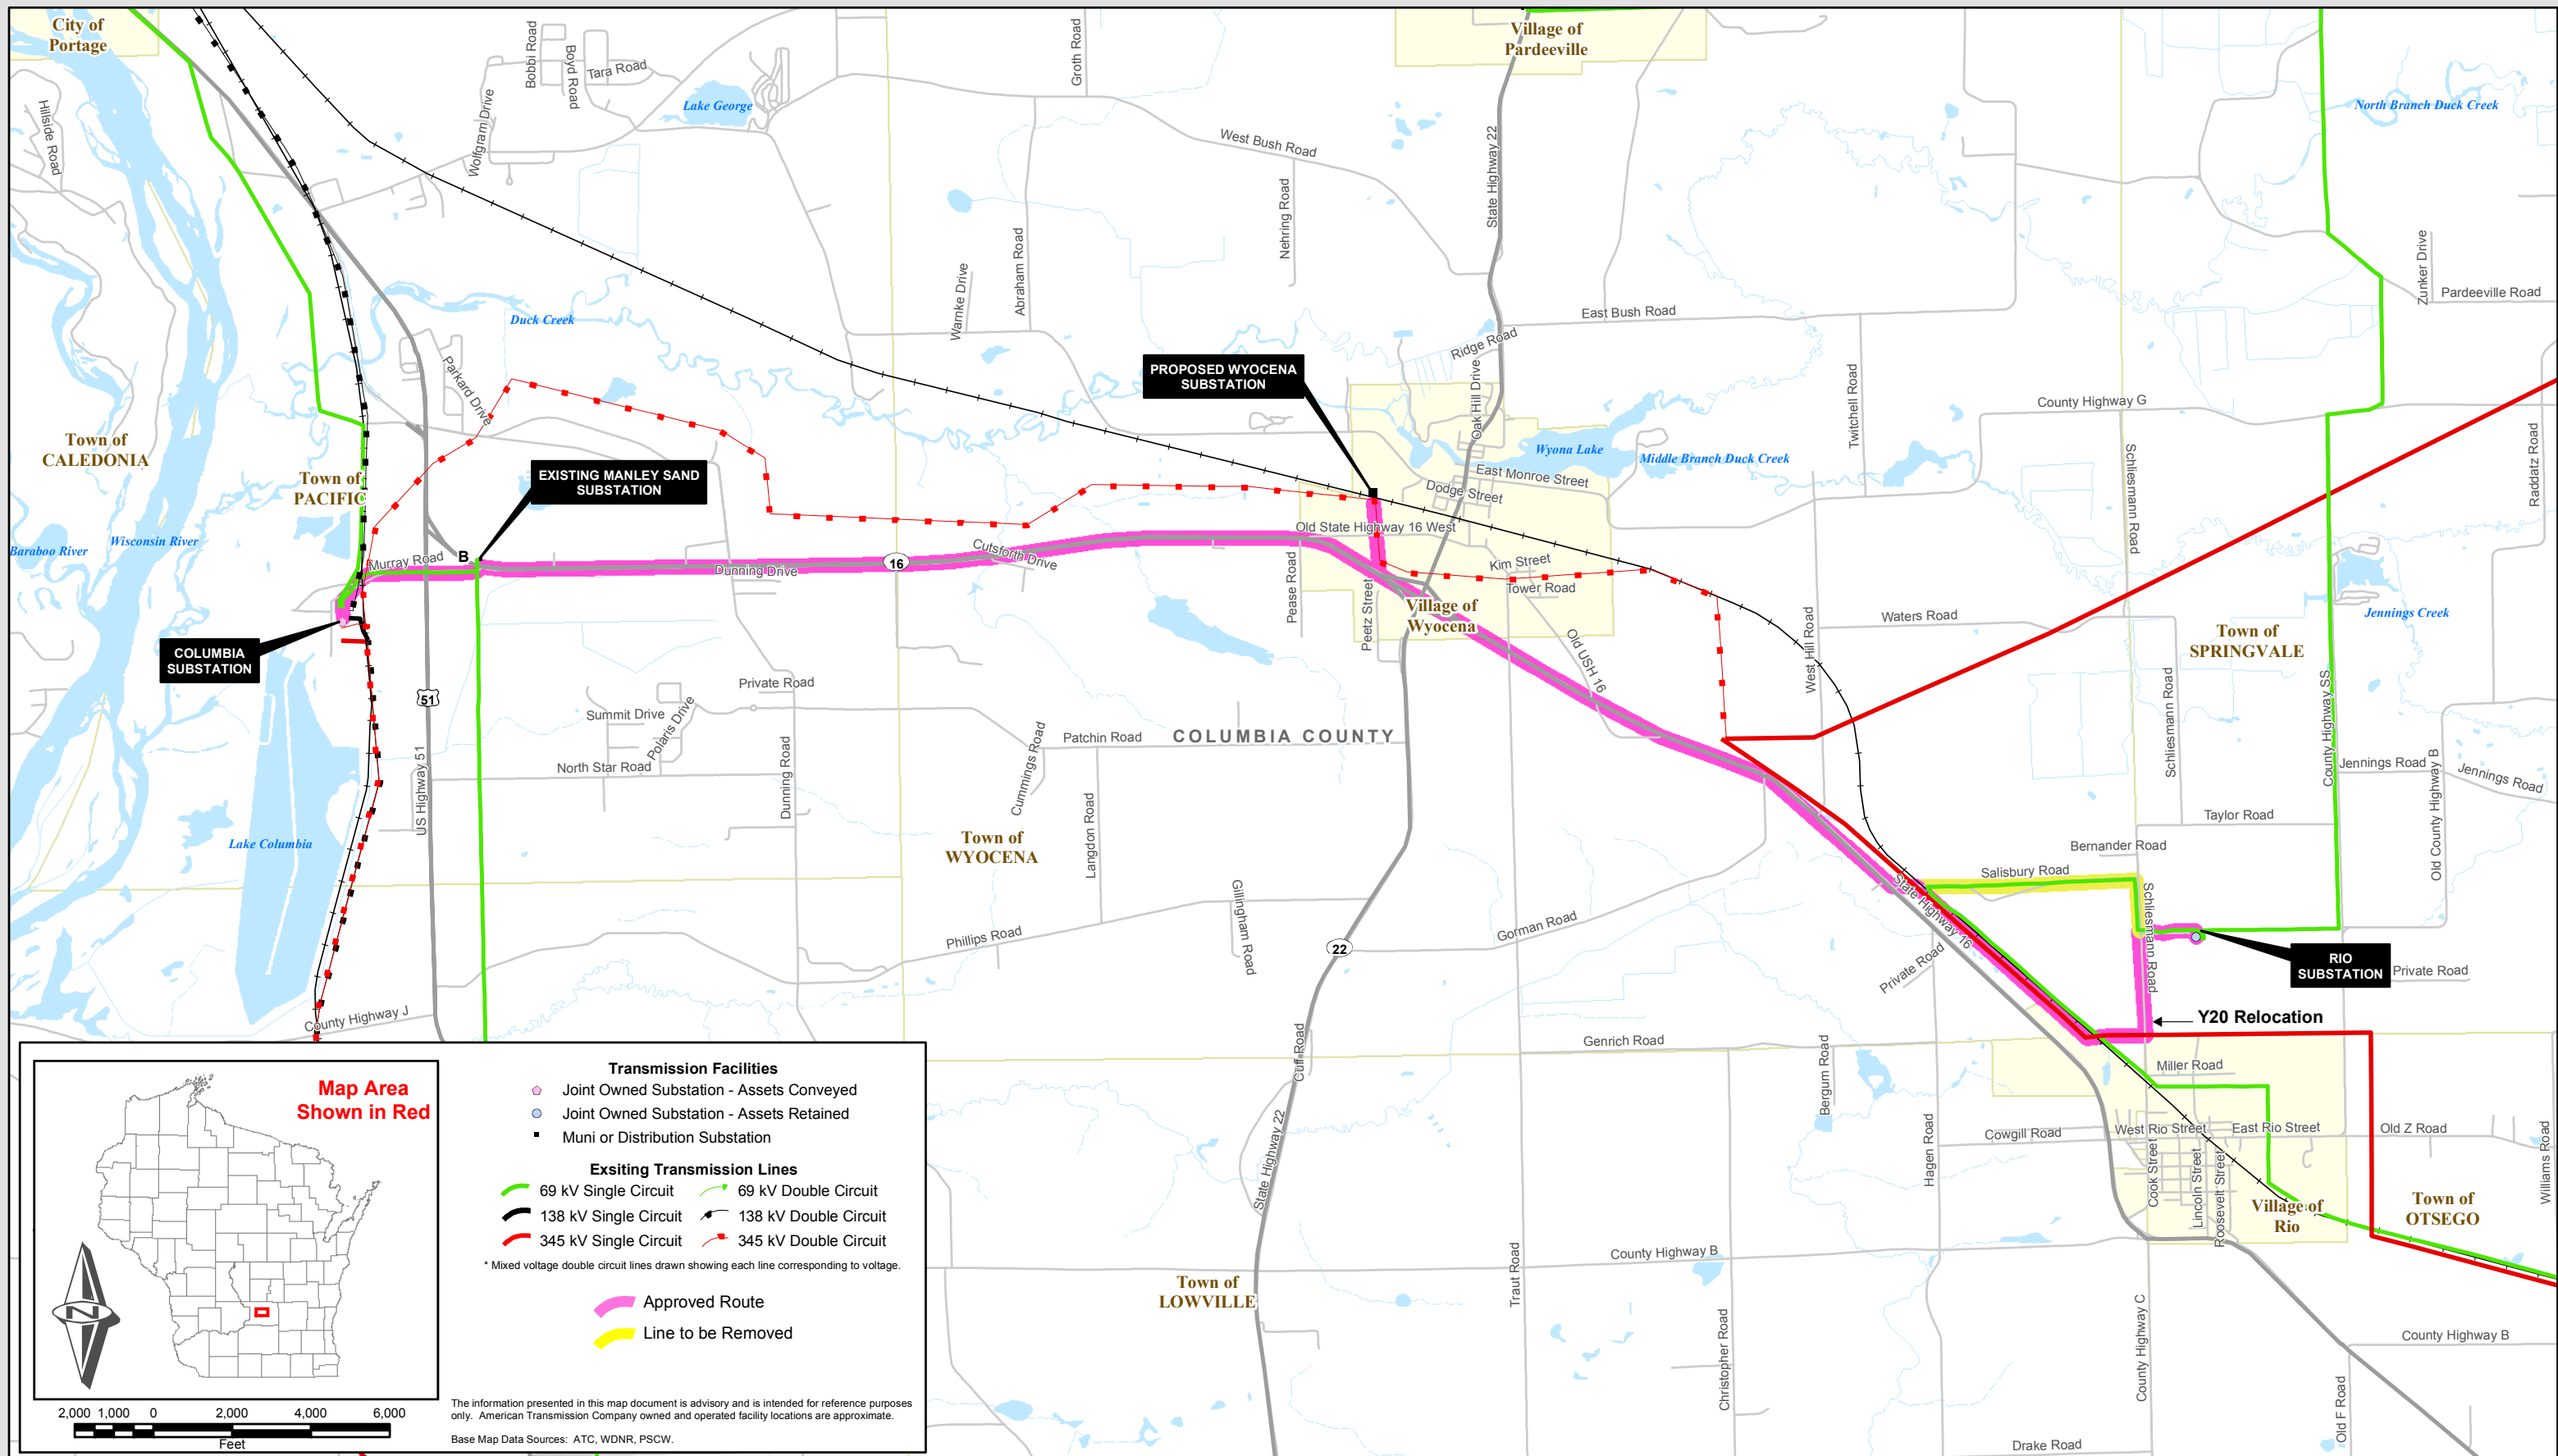 City of
Portage
Village of
Pardeeville
Hillside Road
Bobbi Road
Boyd Road
Tara Road
Wolfgram Drive
Lake George
Groth Road
West Bush Road
Nehring Road
State Highway 22
North Branch Duck Creek
Zunker Drive
Pardeeville Road
Abraham Road
Warnke Drive
Duck Creek
East Bush Road
Ridge Road
Parkard Drive
PROPOSED WYOCENA
SUBSTATION
Oak Hill Drive
Twitchell Road
County Highway G
Raddatz Road
Schliesmann Road
Town of
CALEDONIA
Town of
PACIFIC
EXISTING MANLEY SAND
SUBSTATION
Wyona Lake
Middle Branch Duck Creek
East Monroe Street
Dodge Street
Old State Highway 16 West
Baraboo River
Wisconsin River
B
Murray Road
Dunning Drive
16
Cutsforth Drive
Pease Road
Peetz Street
Kim Street
Tower Road
Village of
Wyocena
Old USH 16
West Hill Road
Waters Road
Jennings Creek
Town of
SPRINGVALE
COLUMBIA
SUBSTATION
51
Private Road
Summit Drive
Polaris Drive
North Star Road
US Highway 51
Dunning Road
Cummings Road
Patchin Road
COLUMBIA COUNTY
Langdon Road
Schliesmann Road
County Highway SS
Jennings Road
Jennings Road
Old County Highway B
Taylor Road
Bernander Road
Salisbury Road
Lake Columbia
Town of
WYOCENA
Gillingham Road
Phillips Road
22
Gorman Road
State Highway 16
Private Road
Schliesmann Road
RIO
SUBSTATION
Private Road
Y20 Relocation
County Highway J
Cuff Road
Genrich Road
Bergum Road
Miller Road
Hagen Road
Cowgill Road
West Rio Street
East Rio Street
Old Z Road
Williams Road
Cook Street
Lincoln Street
Roosevelt Street
Village of
Rio
Town of
OTSEGO
State Highway 22
Town of
LOWVILLE
Traut Road
County Highway B
Christopher Road
County Highway C
County Highway B
Old F Road
Drake Road
Map Area
Shown in Red
N
2,000 1,000 0 2,000 4,000 6,000
Feet
Transmission Facilities
Joint Owned Substation - Assets Conveyed
Joint Owned Substation - Assets Retained
Muni or Distribution Substation
Exsiting Transmission Lines
69 kV Single Circuit 69 kV Double Circuit
138 kV Single Circuit 138 kV Double Circuit
345 kV Single Circuit 345 kV Double Circuit
* Mixed voltage double circuit lines drawn showing each line corresponding to voltage.
Approved Route
Line to be Removed
The information presented in this map document is advisory and is intended for reference purposes
only. American Transmission Company owned and operated facility locations are approximate.
Base Map Data Sources: ATC, WDNR, PSCW.